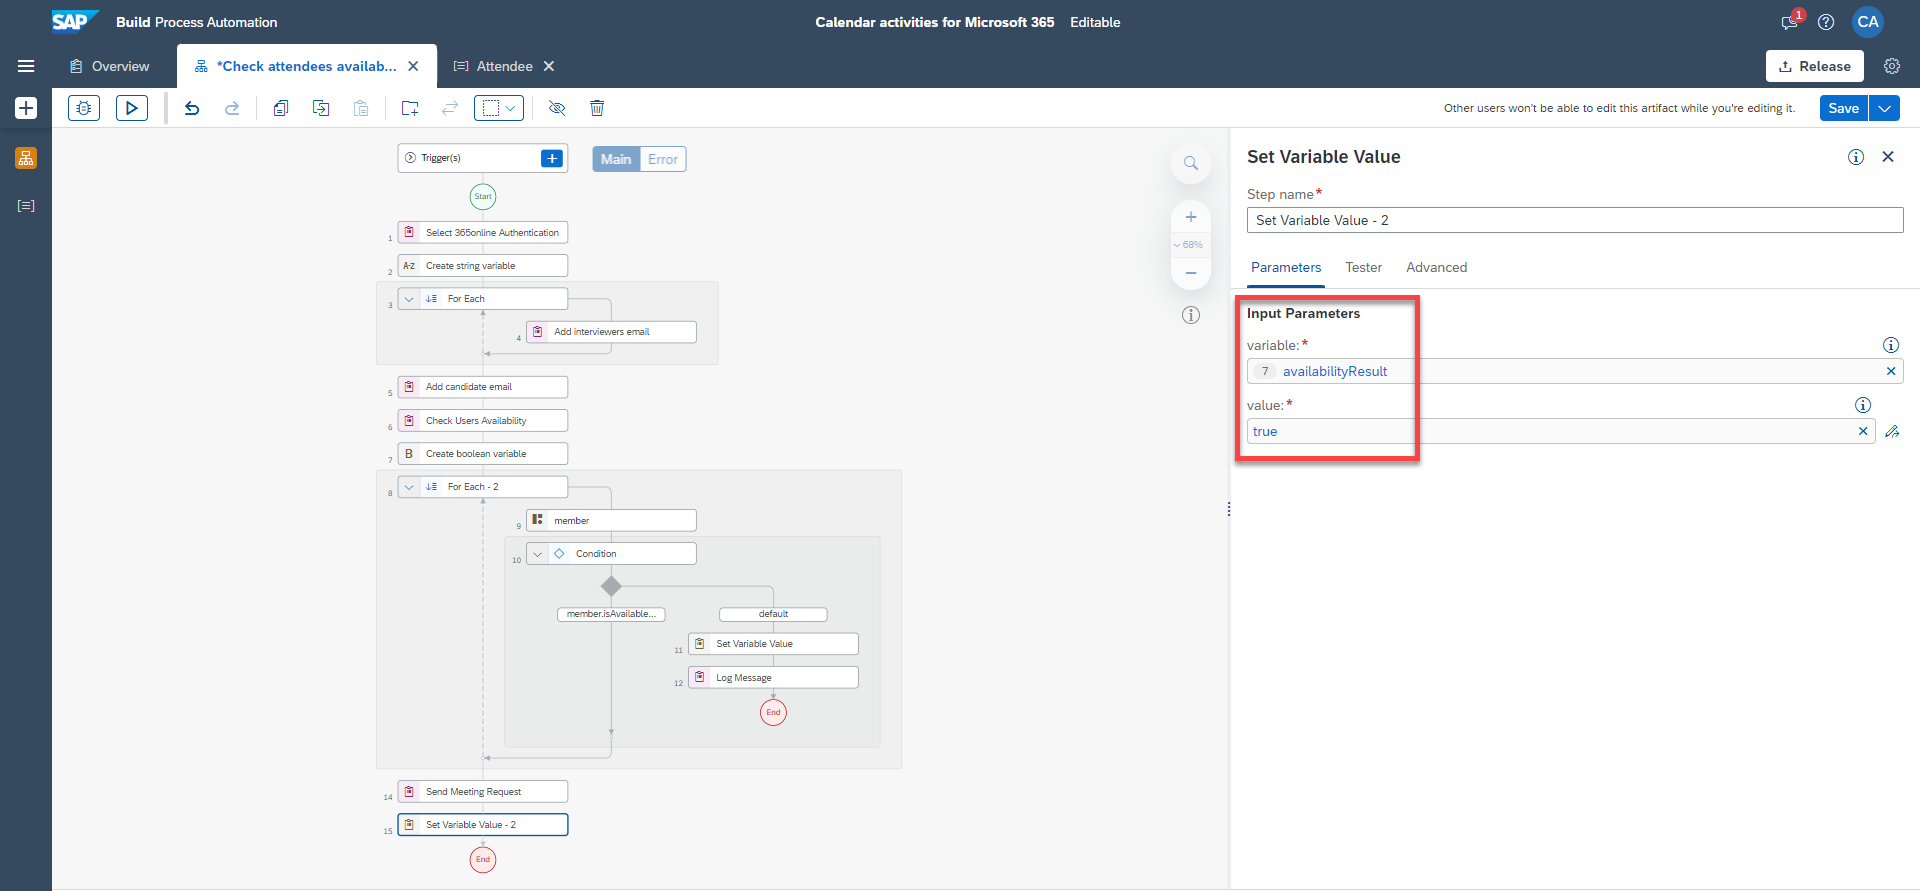 SAP Build Process Automation
Calendar activities for Microsoft 365 Editable
1
CA
Overview
*Check attendees availab...
Attendee
Release
Other users won't be able to edit this artifact while you're editing it.
Save
Trigger(s)
Main
Error
Start
1 Select 365online Authentication
2 A-Z Create string variable
3 For Each
4 Add interviewers email
5 Add candidate email
6 Check Users Availability
7 B Create boolean variable
8 For Each - 2
9 member
10 Condition
member.isAvailable...
default
11 Set Variable Value
12 Log Message
End
14 Send Meeting Request
15 Set Variable Value - 2
End
68%
Set Variable Value
Step name*
Set Variable Value - 2
Parameters
Tester
Advanced
Input Parameters
variable:*
7 availabilityResult
value:*
true